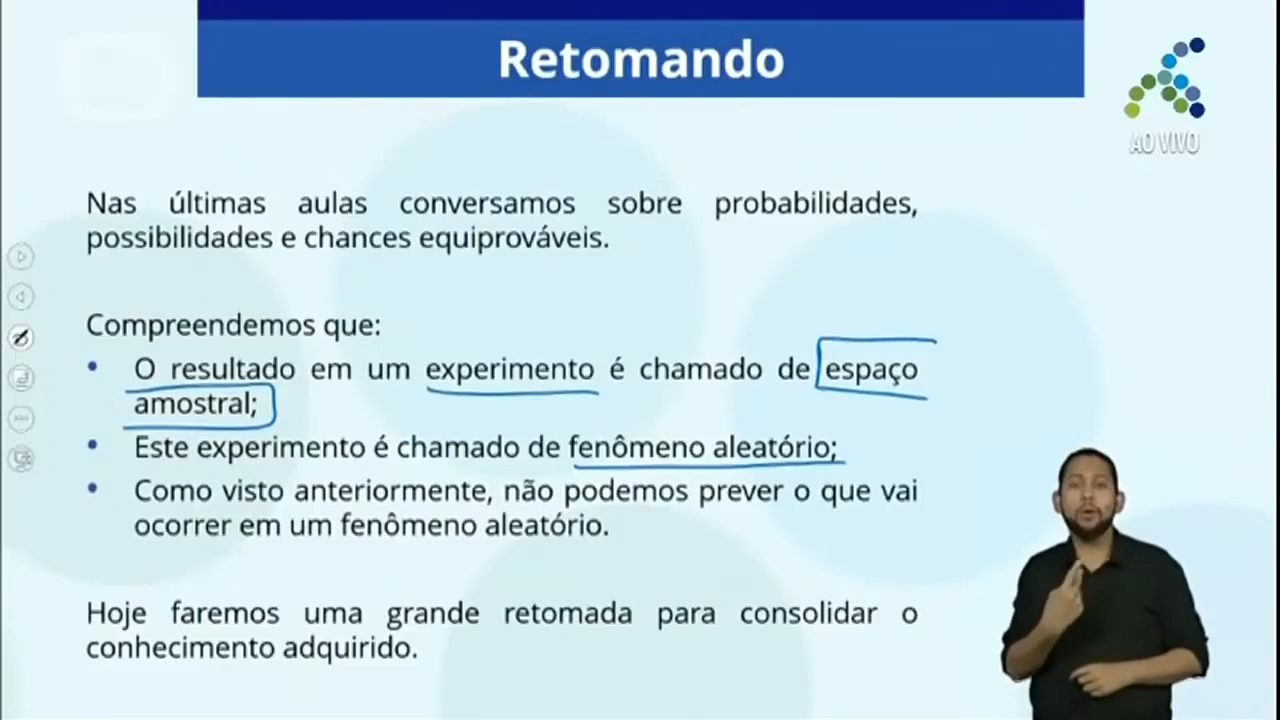 Retomando
AO VIVO
Nas últimas aulas conversamos sobre probabilidades,
possibilidades e chances equiprováveis.
Compreendemos que:
• O resultado em um experimento é chamado de espaço
amostral;
• Este experimento é chamado de fenômeno aleatório;
• Como visto anteriormente, não podemos prever o que vai
ocorrer em um fenômeno aleatório.
Hoje faremos uma grande retomada para consolidar o
conhecimento adquirido.